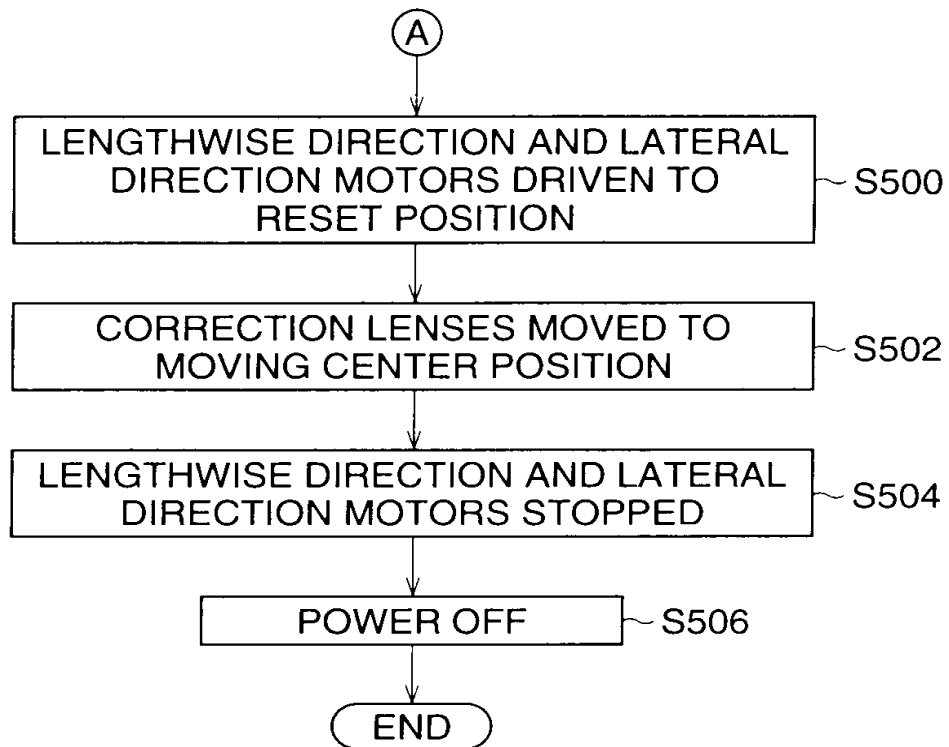 A
LENGTHWISE DIRECTION AND LATERAL
DIRECTION MOTORS DRIVEN TO
RESET POSITION
S500
CORRECTION LENSES MOVED TO
MOVING CENTER POSITION
S502
LENGTHWISE DIRECTION AND LATERAL
DIRECTION MOTORS STOPPED
S504
POWER OFF
S506
END